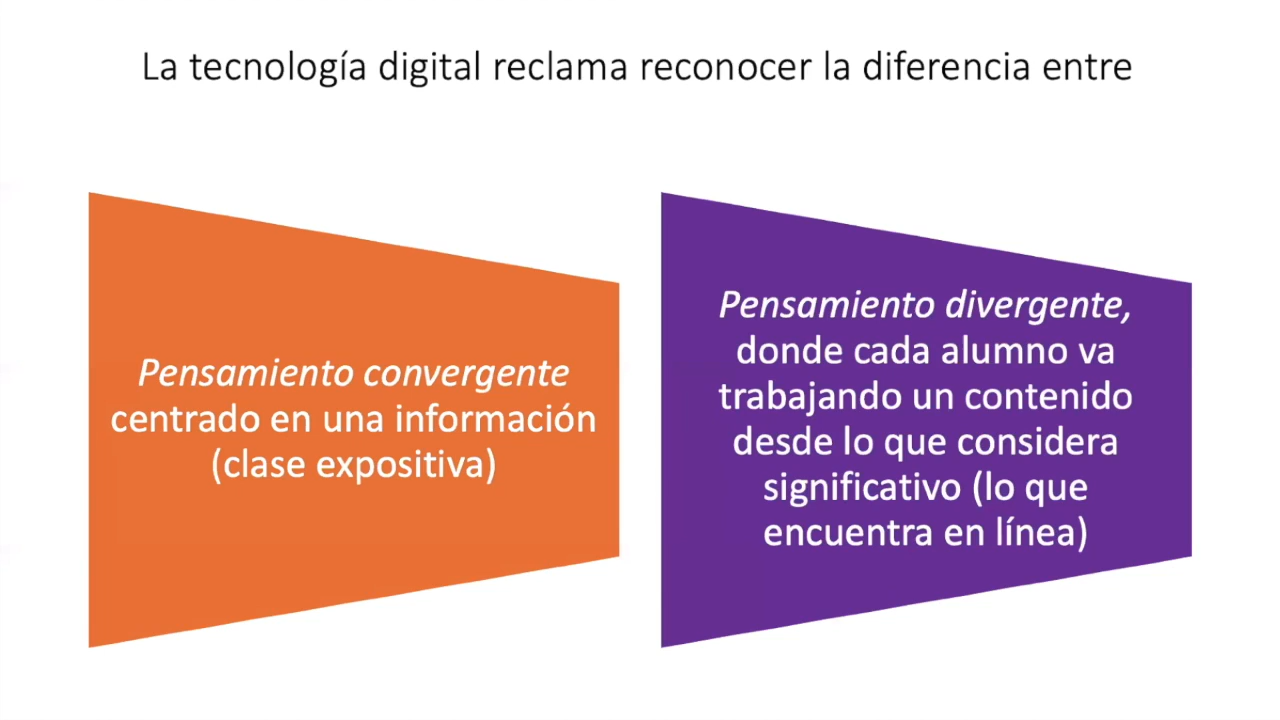 La tecnología digital reclama reconocer la diferencia entre
Pensamiento convergente
centrado en una información
(clase expositiva)
Pensamiento divergente,
donde cada alumno va
trabajando un contenido
desde lo que considera
significativo (lo que
encuentra en línea)